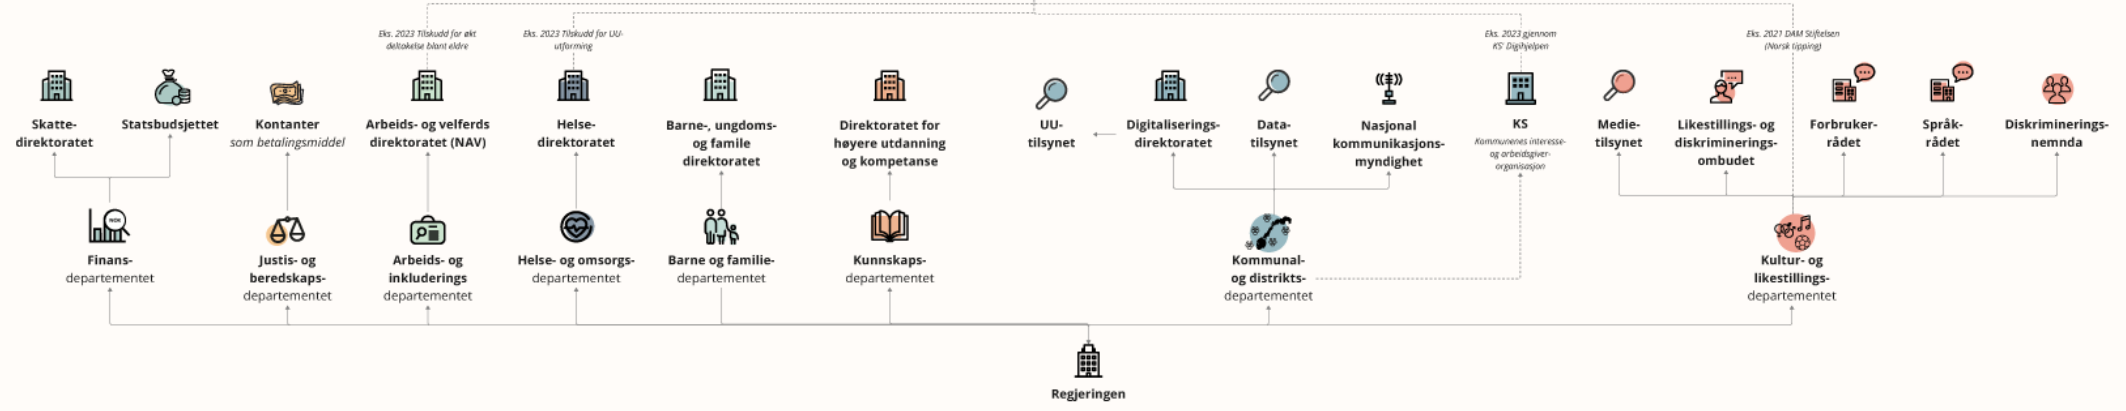 Eks. 2023 Tilskudd for økt
deltakelse blant eldre
Eks. 2023 Tilskudd for UU-
utforming
Eks. 2023 gjennom
KS' Digihjelpen
Eks. 2021 DAM Stiftelsen
(Norsk tipping)
Skatte-
direktoratet
Statsbudsjettet
Kontanter
som betalingsmiddel
Arbeids- og velferds
direktoratet (NAV)
Helse-
direktoratet
Barne-, ungdoms-
og famile
direktoratet
Direktoratet for
høyere utdanning
og kompetanse
UU-
tilsynet
Digitaliserings-
direktoratet
Data-
tilsynet
Nasjonal
kommunikasjons-
myndighet
KS
Kommunenes interesse-
og arbeidsgiver-
organisasjon
Medie-
tilsynet
Likestillings- og
diskriminerings-
ombudet
Forbruker-
rådet
Språk-
rådet
Diskriminerings-
nemnda
NOK
Finans-
departementet
Justis- og
beredskaps-
departementet
Arbeids- og
inkluderings
departementet
Helse- og omsorgs-
departementet
Barne og familie-
departementet
Kunnskaps-
departementet
Kommunal-
og distrikts-
departementet
Kultur- og
likestillings-
departementet
Regjeringen